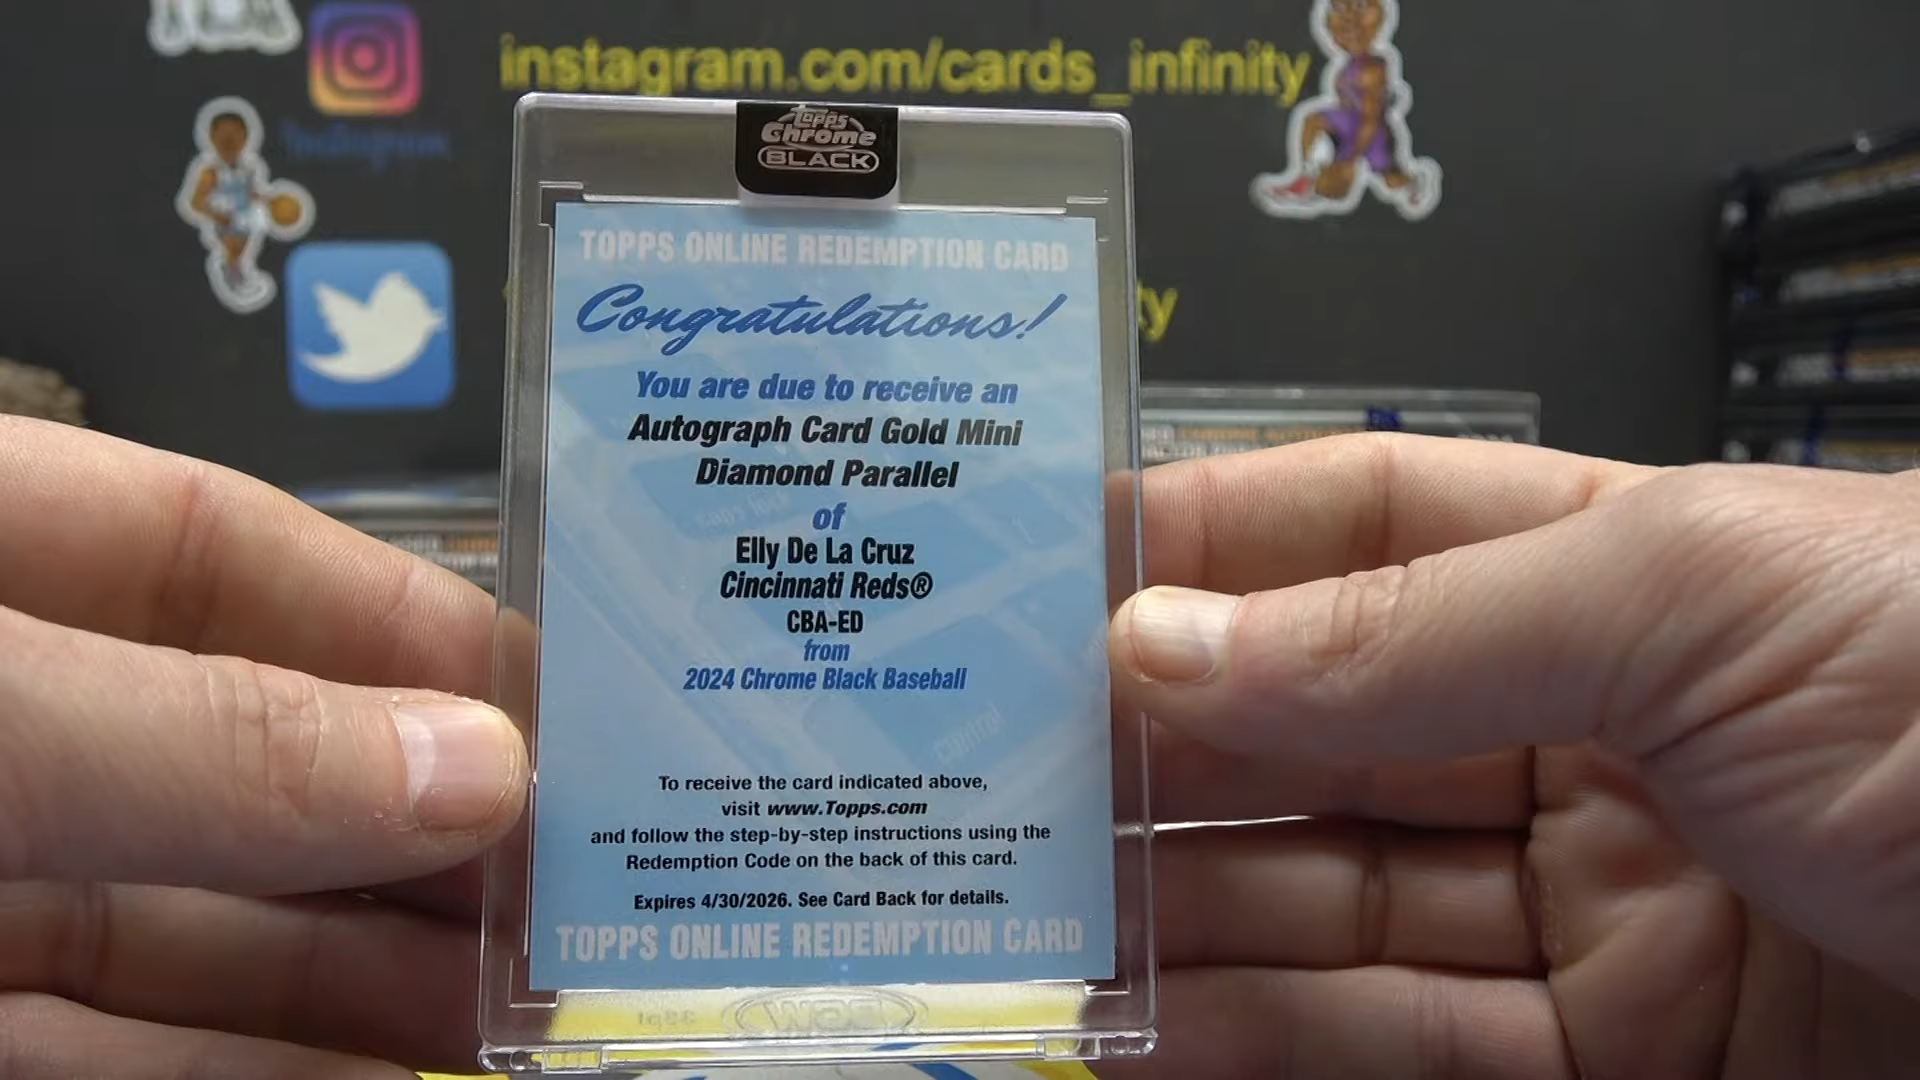 instagram.com/cards_infinity
Instagram
Topps
Chrome
BLACK
TOPPS ONLINE REDEMPTION CARD
Congratulations!
You are due to receive an
Autograph Card Gold Mini
Diamond Parallel
of
Elly De La Cruz
Cincinnati Reds®
CBA-ED
from
2024 Chrome Black Baseball
control
To receive the card indicated above,
visit www.Topps.com
and follow the step-by-step instructions using the
Redemption Code on the back of this card.
Expires 4/30/2026. See Card Back for details.
TOPPS ONLINE REDEMPTION CARD